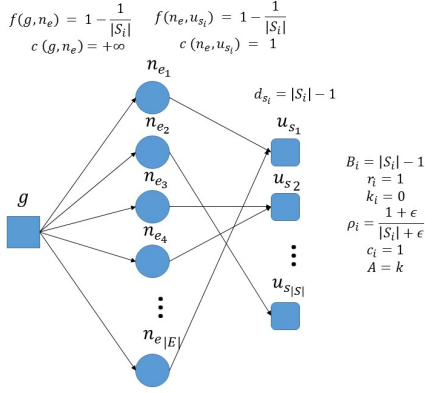 f(g, n_e) = 1 − 1/|S_i|
c (g, n_e) = +∞
f(n_e, u_{s_i}) = 1 − 1/|S_i|
c (n_e, u_{s_i}) = 1
n_{e_1}
d_{s_i} = |S_i| − 1
n_{e_2}
u_{s_1}
B_i = |S_i| − 1
r_i = 1
k_i = 0
ρ_i = (1 + ϵ)/(|S_i| + ϵ)
c_i = 1
A = k
n_{e_3}
u_{s_2}
g
n_{e_4}
⋮
⋮
u_{s_{|S|}}
n_{e_{|E|}}